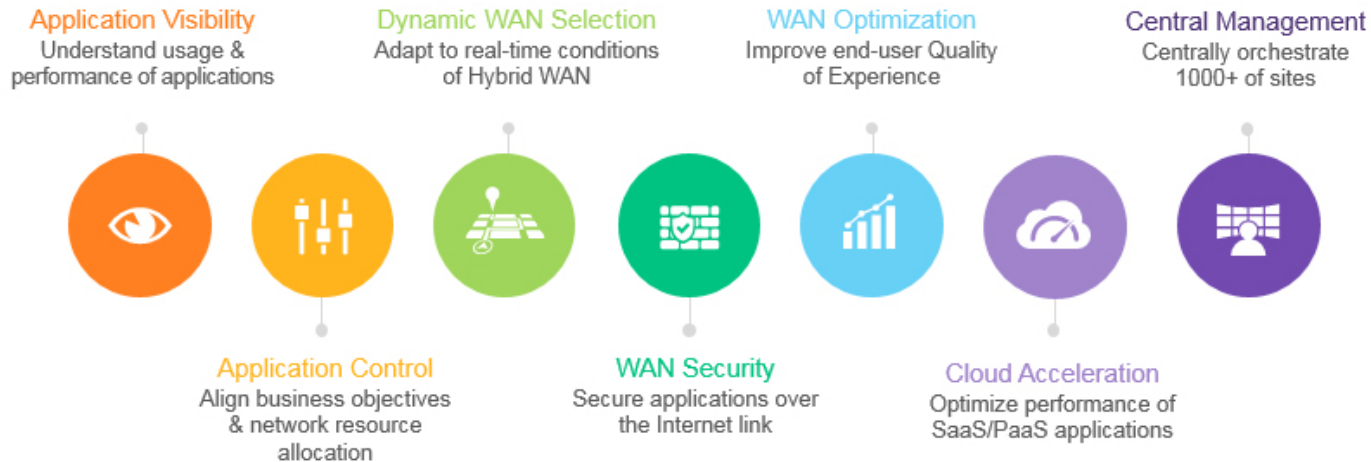 Application Visibility
Understand usage &
performance of applications
Dynamic WAN Selection
Adapt to real-time conditions
of Hybrid WAN
WAN Optimization
Improve end-user Quality
of Experience
Central Management
Centrally orchestrate
1000+ of sites
Application Control
Align business objectives
& network resource
allocation
WAN Security
Secure applications over
the Internet link
Cloud Acceleration
Optimize performance of
SaaS/PaaS applications